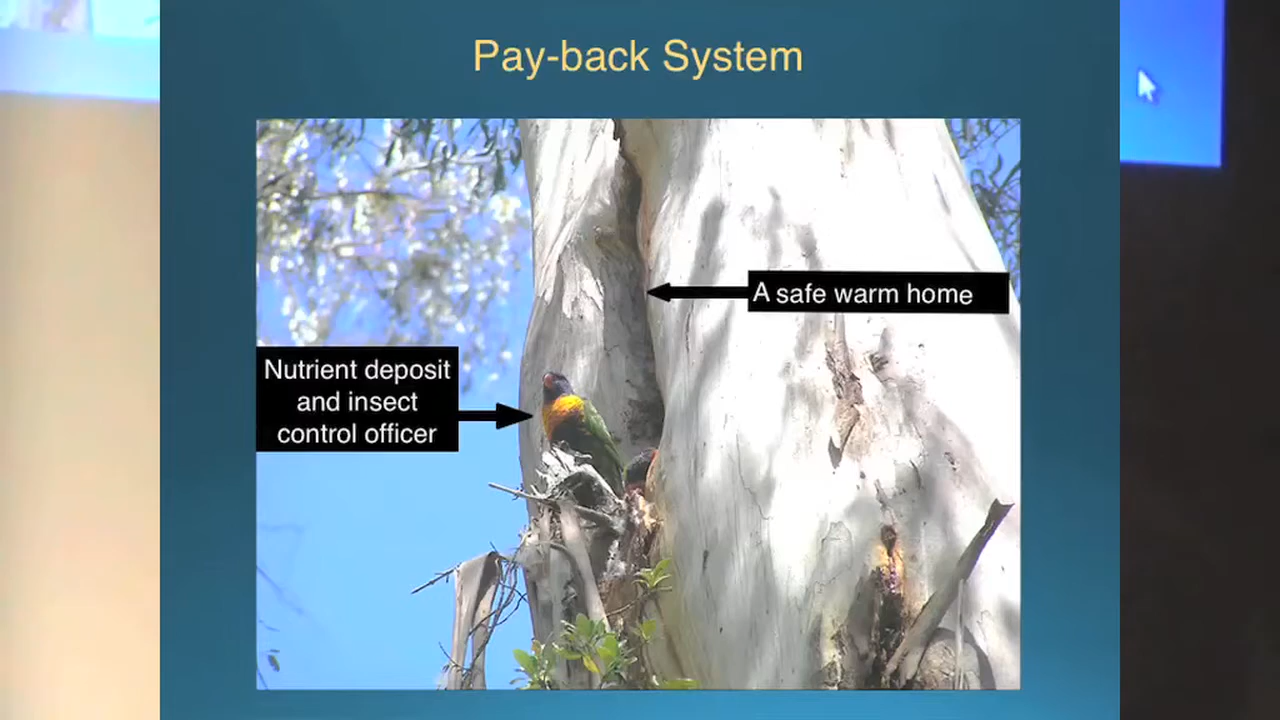 Pay-back System
A safe warm home
Nutrient deposit
and insect
control officer